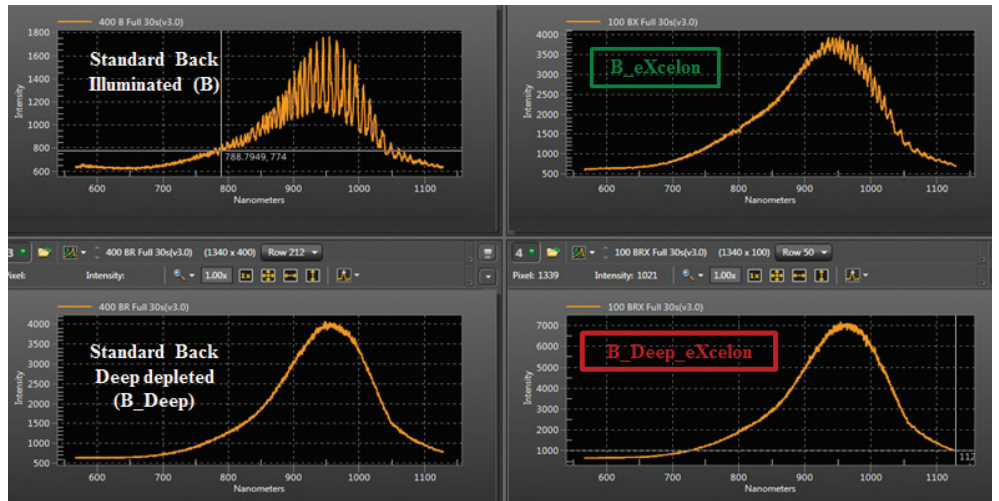 400 B Full 30s(v3.0)
1800
1600
1400
1200
1000
800
600
Intensity
Standard Back
Illuminated (B)
788.7949, 774
600 700 800 900 1000 1100
Nanometers
100 BX Full 30s(v3.0)
4000
3500
3000
2500
2000
1500
1000
500
Intensity
B_eXcelon
600 700 800 900 1000 1100
Nanometers
3 400 BR Full 30s(v3.0) (1340 x 400) Row 212
Pixel: Intensity: 1.00x 1x
400 BR Full 30s(v3.0)
4000
3500
3000
2500
2000
1500
1000
500
Intensity
Standard Back
Deep depleted
(B_Deep)
600 700 800 900 1000 1100
Nanometers
4 100 BRX Full 30s(v3.0) (1340 x 100) Row 50
Pixel: 1339 Intensity: 1021 1.00x 1x
100 BRX Full 30s(v3.0)
7000
6000
5000
4000
3000
2000
1000
Intensity
B_Deep_eXcelon
112
600 700 800 900 1000 1100
Nanometers